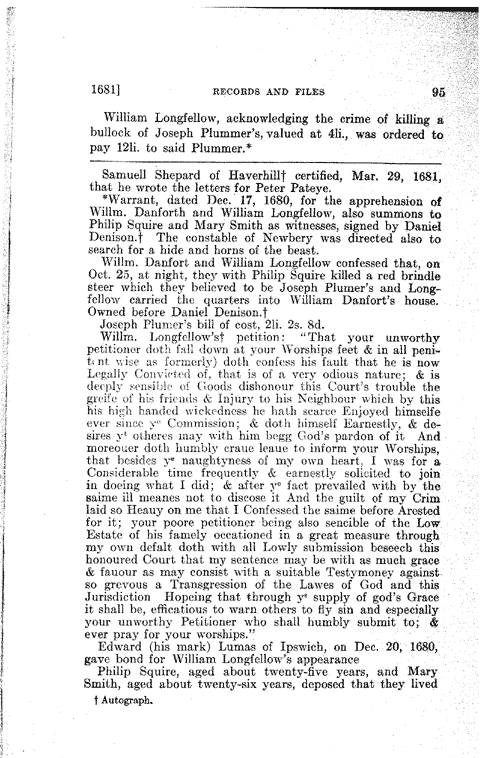 1681] RECORDS AND FILES 95
William Longfellow, acknowledging the crime of killing a
bullock of Joseph Plummer's, valued at 4li., was ordered to
pay 12li. to said Plummer.*
Samuell Shepard of Haverhill† certified, Mar. 29, 1681,
that he wrote the letters for Peter Pateye.
*Warrant, dated Dec. 17, 1680, for the apprehension of
Willm. Danforth and William Longfellow, also summons to
Philip Squire and Mary Smith as witnesses, signed by Daniel
Denison.† The constable of Newbery was directed also to
search for a hide and horns of the beast.
Willm. Danfort and William Longfellow confessed that, on
Oct. 25, at night, they with Philip Squire killed a red brindle
steer which they believed to be Joseph Plumer's and Long-
fellow carried the quarters into William Danfort's house.
Owned before Daniel Denison.†
Joseph Plumer's bill of cost, 2li. 2s. 8d.
Willm. Longfellow's† petition: "That your unworthy
petitioner doth fall down at your Worships feet & in all peni-
tent wise as formerly) doth confess his fault that he is now
Legally Convicted of, that is of a very odious nature; & is
deeply sensible of Goods dishonour this Court's trouble the
greife of his friends & Injury to his Neighbour which by this
his high handed wickedness he hath scarce Enjoyed himselfe
ever since yᵉ Commission; & doth himself Earnestly, & de-
sires yᵗ otheres may with him begg God's pardon of it And
moreouer doth humbly craue leaue to inform your Worships,
that besides yᵉ naughtyness of my own heart, I was for a
Considerable time frequently & earnestly solicited to join
in doeing what I did; & after yᵉ fact prevailed with by the
saime ill meanes not to discose it And the guilt of my Crim
laid so Heauy on me that I Confessed the saime before Arested
for it; your poore petitioner being also sencible of the Low
Estate of his famely occationed in a great measure through
my own defalt doth with all Lowly submission beseech this
honoured Court that my sentence may be with as much grace
& fauour as may consist with a suitable Testymoney against
so grevous a Transgression of the Lawes of God and this
Jurisdiction Hopeing that through yᵉ supply of god's Grace
it shall be, efficatious to warn others to fly sin and especially
your unworthy Petitioner who shall humbly submit to; &
ever pray for your worships."
Edward (his mark) Lumas of Ipswich, on Dec. 20, 1680,
gave bond for William Longfellow's appearance
Philip Squire, aged about twenty-five years, and Mary
Smith, aged about twenty-six years, deposed that they lived
† Autograph.